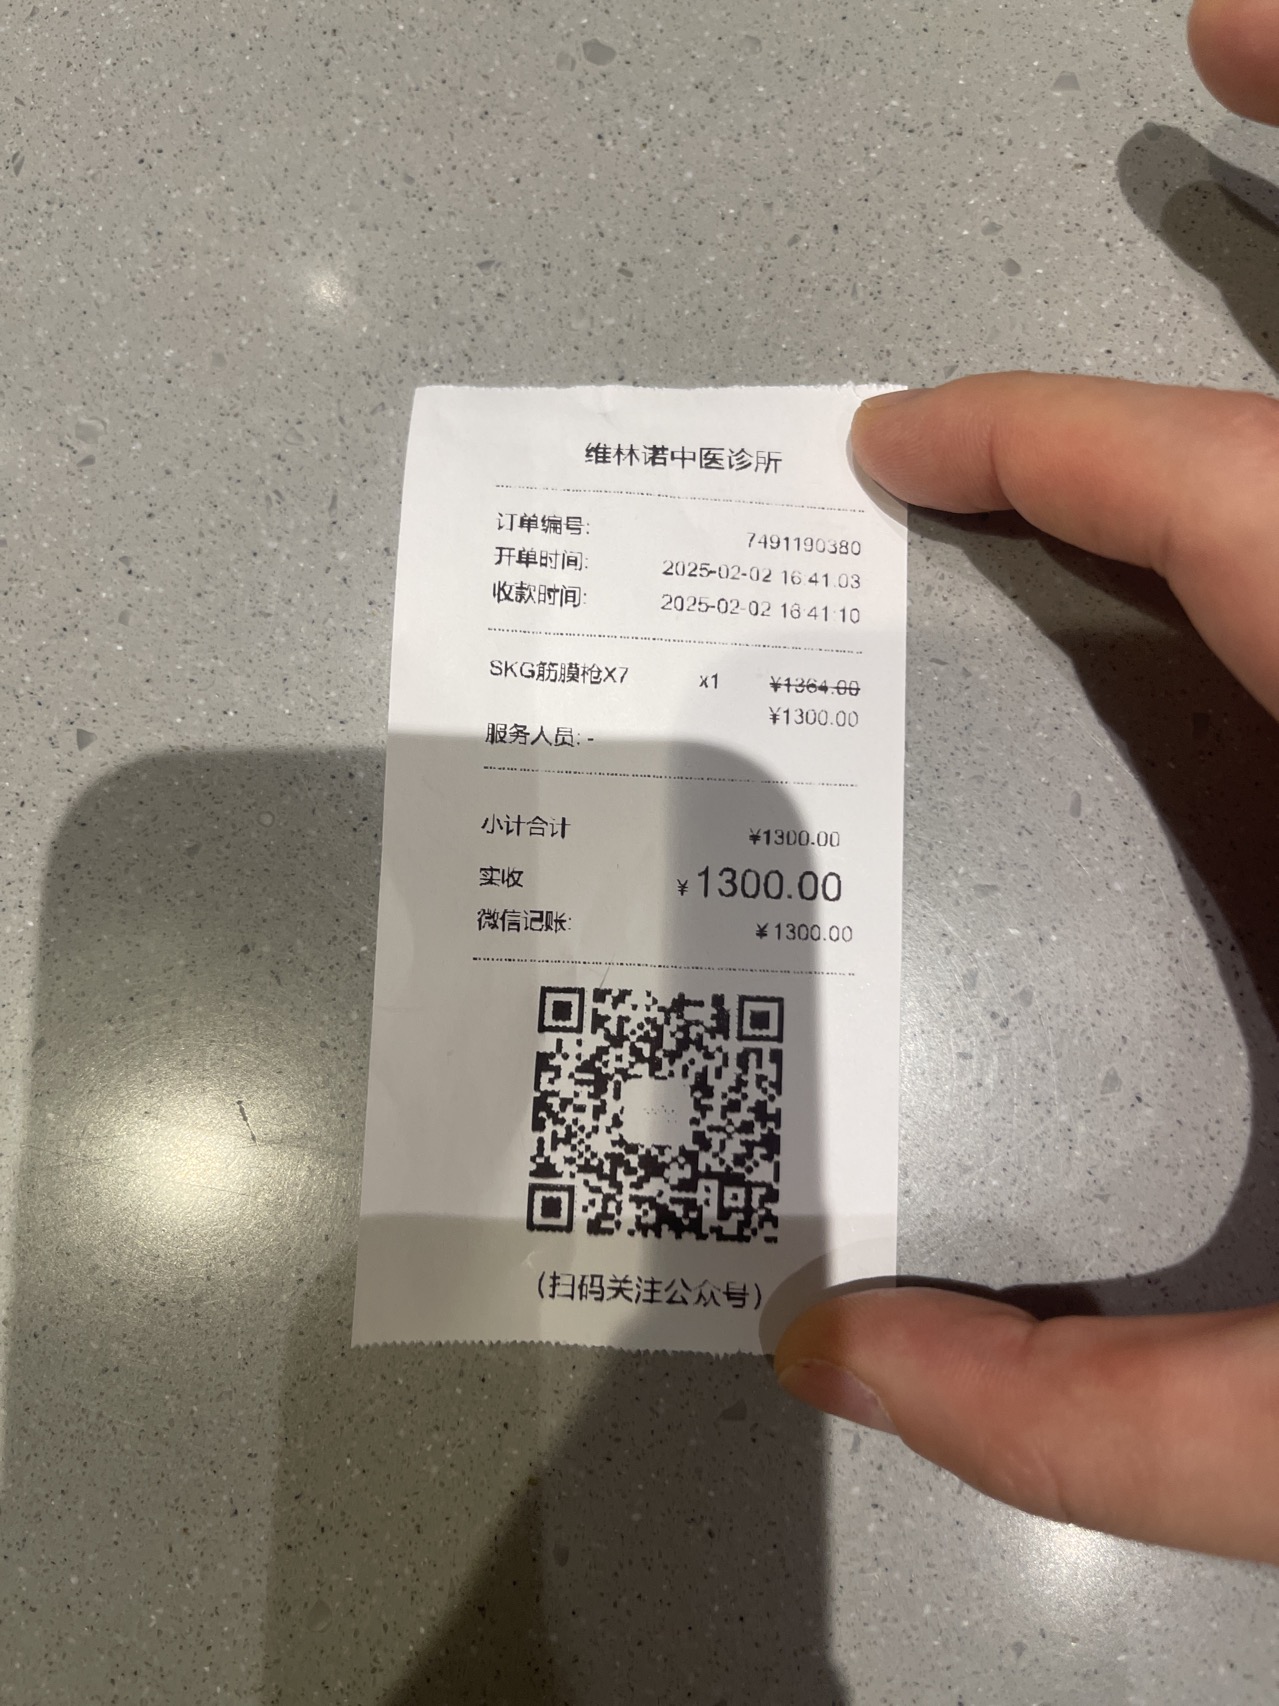 维林诺中医诊所
订单编号: 7491190380
开单时间: 2025-02-02 16:41:03
收款时间: 2025-02-02 16:41:10
SKG筋膜枪X7 x1 ¥1364.00
¥1300.00
服务人员: -
小计合计 ¥1300.00
实收 ¥1300.00
微信记账: ¥1300.00
(扫码关注公众号)